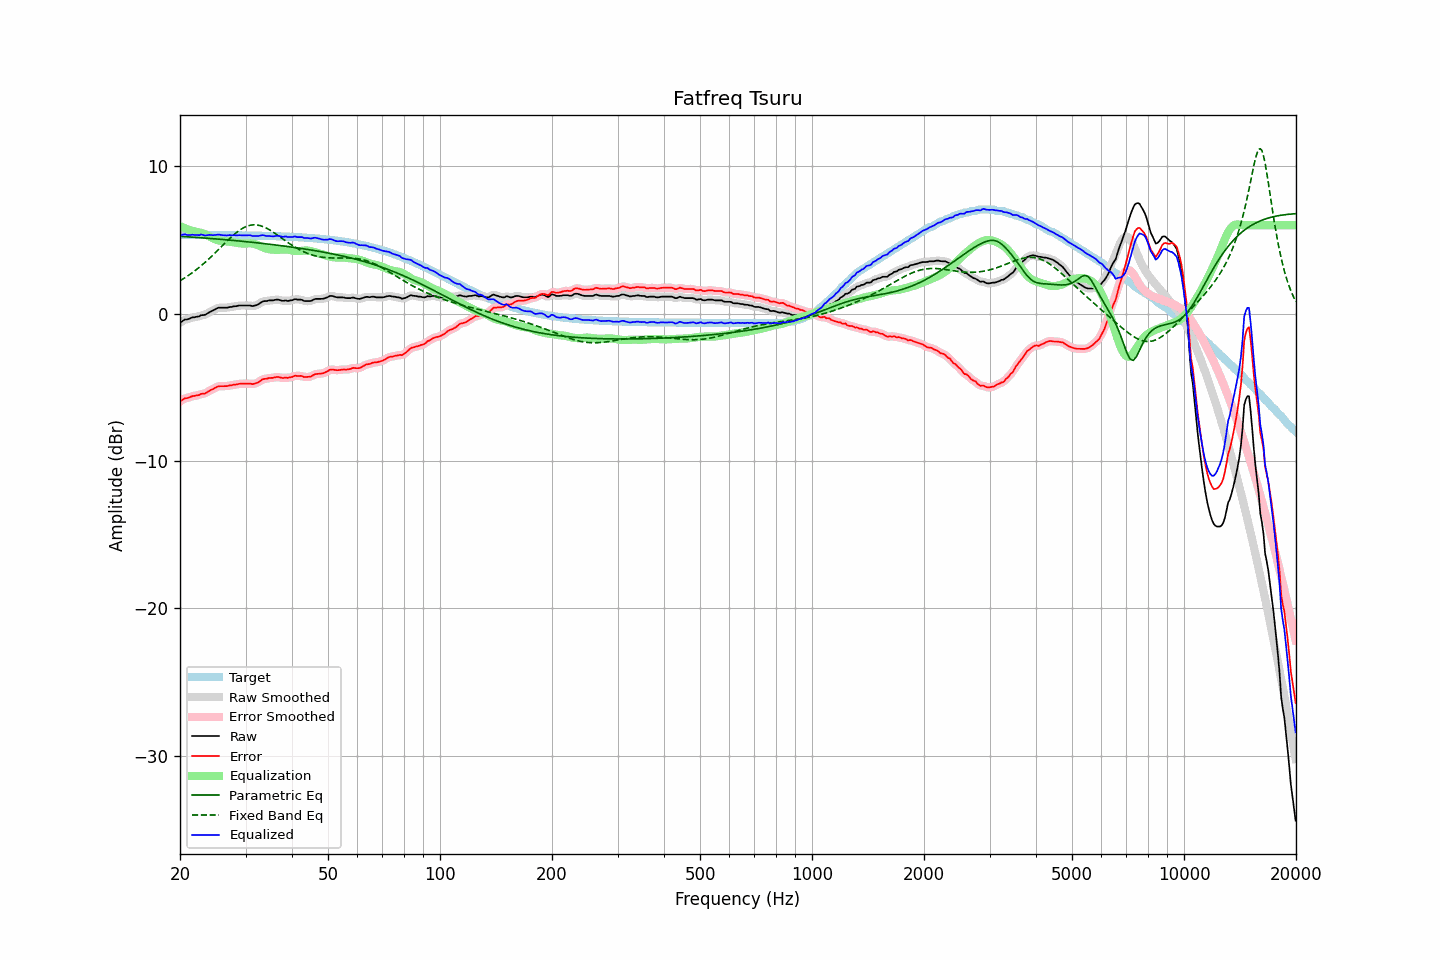 Fatfreq Tsuru
Amplitude (dBr)
10
0
−10
−20
−30
Target
Raw Smoothed
Error Smoothed
Raw
Error
Equalization
Parametric Eq
Fixed Band Eq
Equalized
20 50 100 200 500 1000 2000 5000 10000 20000
Frequency (Hz)